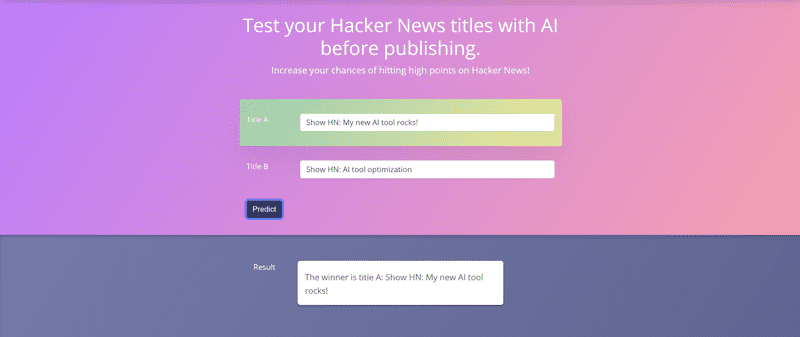 Test your Hacker News titles with AI
before publishing.
Increase your chances of hitting high points on Hacker News!
Title A
Show HN: My new AI tool rocks!
Title B
Show HN: AI tool optimization
Predict
Result
The winner is title A: Show HN: My new AI tool
rocks!